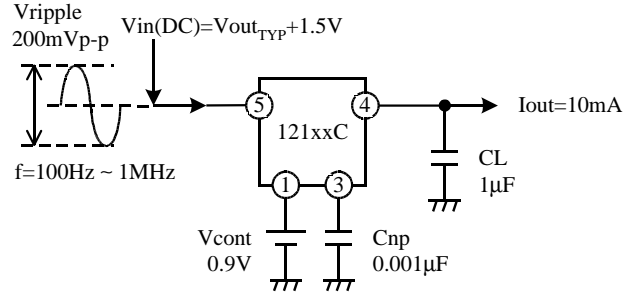 Vripple
200mVp-p
Vin(DC)=VoutTYP+1.5V
5
4
121xxC
Iout=10mA
f=100Hz ~ 1MHz
CL
1μF
1
3
Vcont
0.9V
Cnp
0.001μF